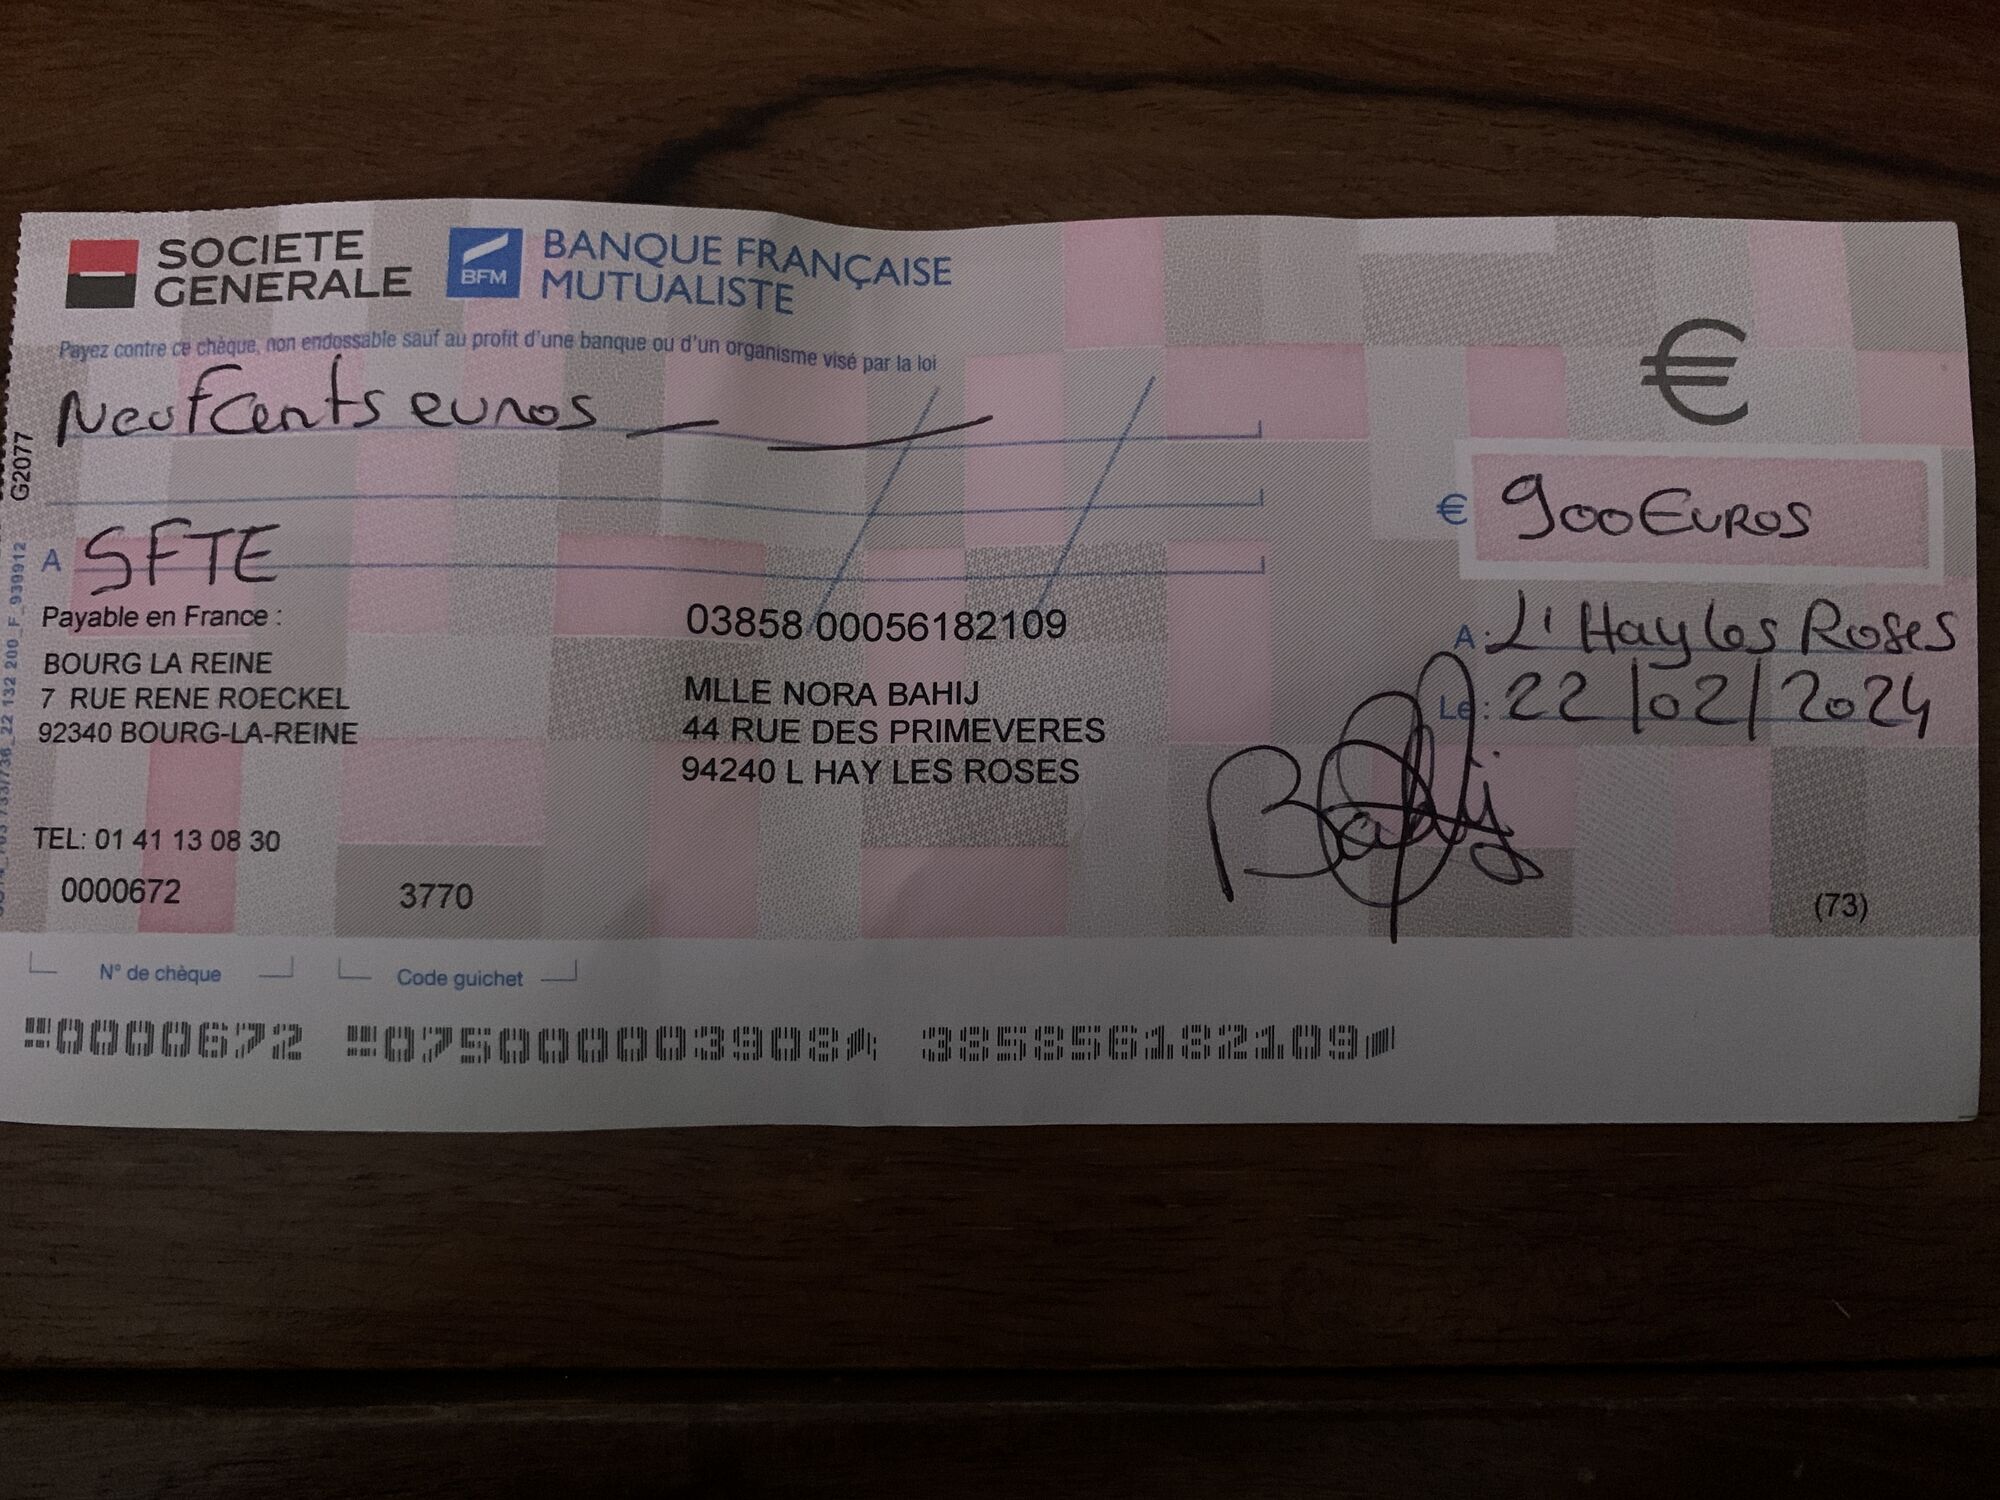 SOCIETE
GENERALE
BFM
BANQUE FRANÇAISE
MUTUALISTE
Payez contre ce chèque, non endossable sauf au profit d'une banque ou d'un organisme visé par la loi
Neuf Cents euros
€
€ 900 Euros
A SFTE
G2077
Payable en France :
BOURG LA REINE
7 RUE RENE ROECKEL
92340 BOURG-LA-REINE
TEL: 01 41 13 08 30
03858 00056182109
MLLE NORA BAHIJ
44 RUE DES PRIMEVERES
94240 L HAY LES ROSES
A : L'Hay les Roses
Le : 22/02/2024
Bahij
0000672
3770
(73)
N° de chèque
Code guichet
0000672 075000003908 385856182109